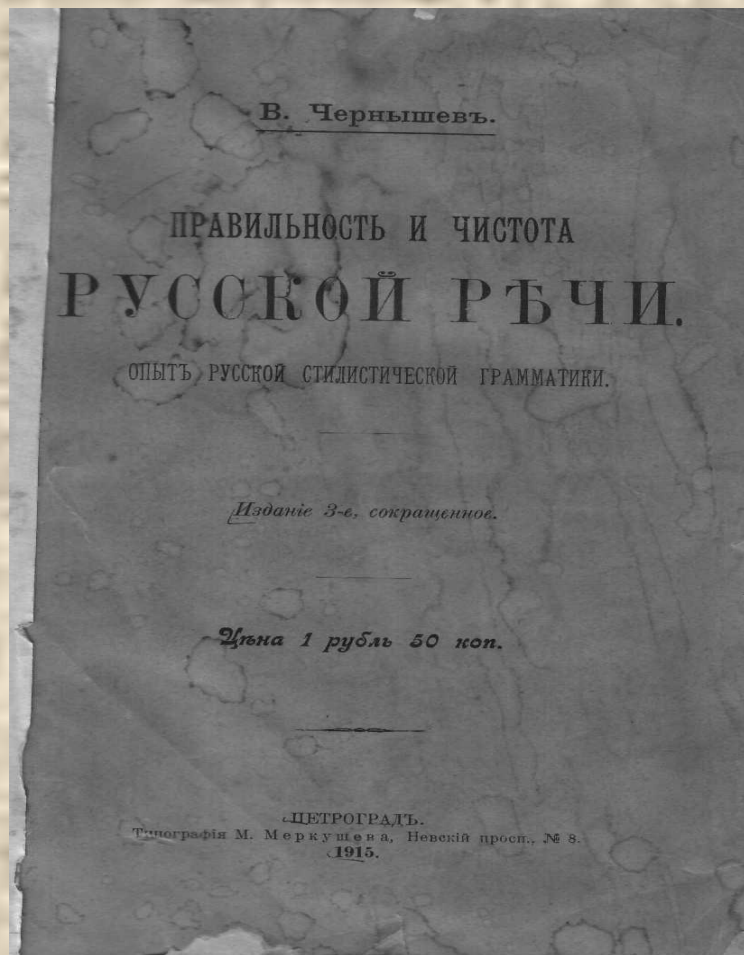 В. Чернышевъ.
ПРАВИЛЬНОСТЬ И ЧИСТОТА
РУССКОЙ РѢЧИ.
ОПЫТЪ РУССКОЙ СТИЛИСТИЧЕСКОЙ ГРАММАТИКИ.
Изданіе 3-е, сокращенное.
Цѣна 1 рубль 50 коп.
ПЕТРОГРАДЪ.
Типографія М. Меркушева, Невскій просп., № 8.
1915.